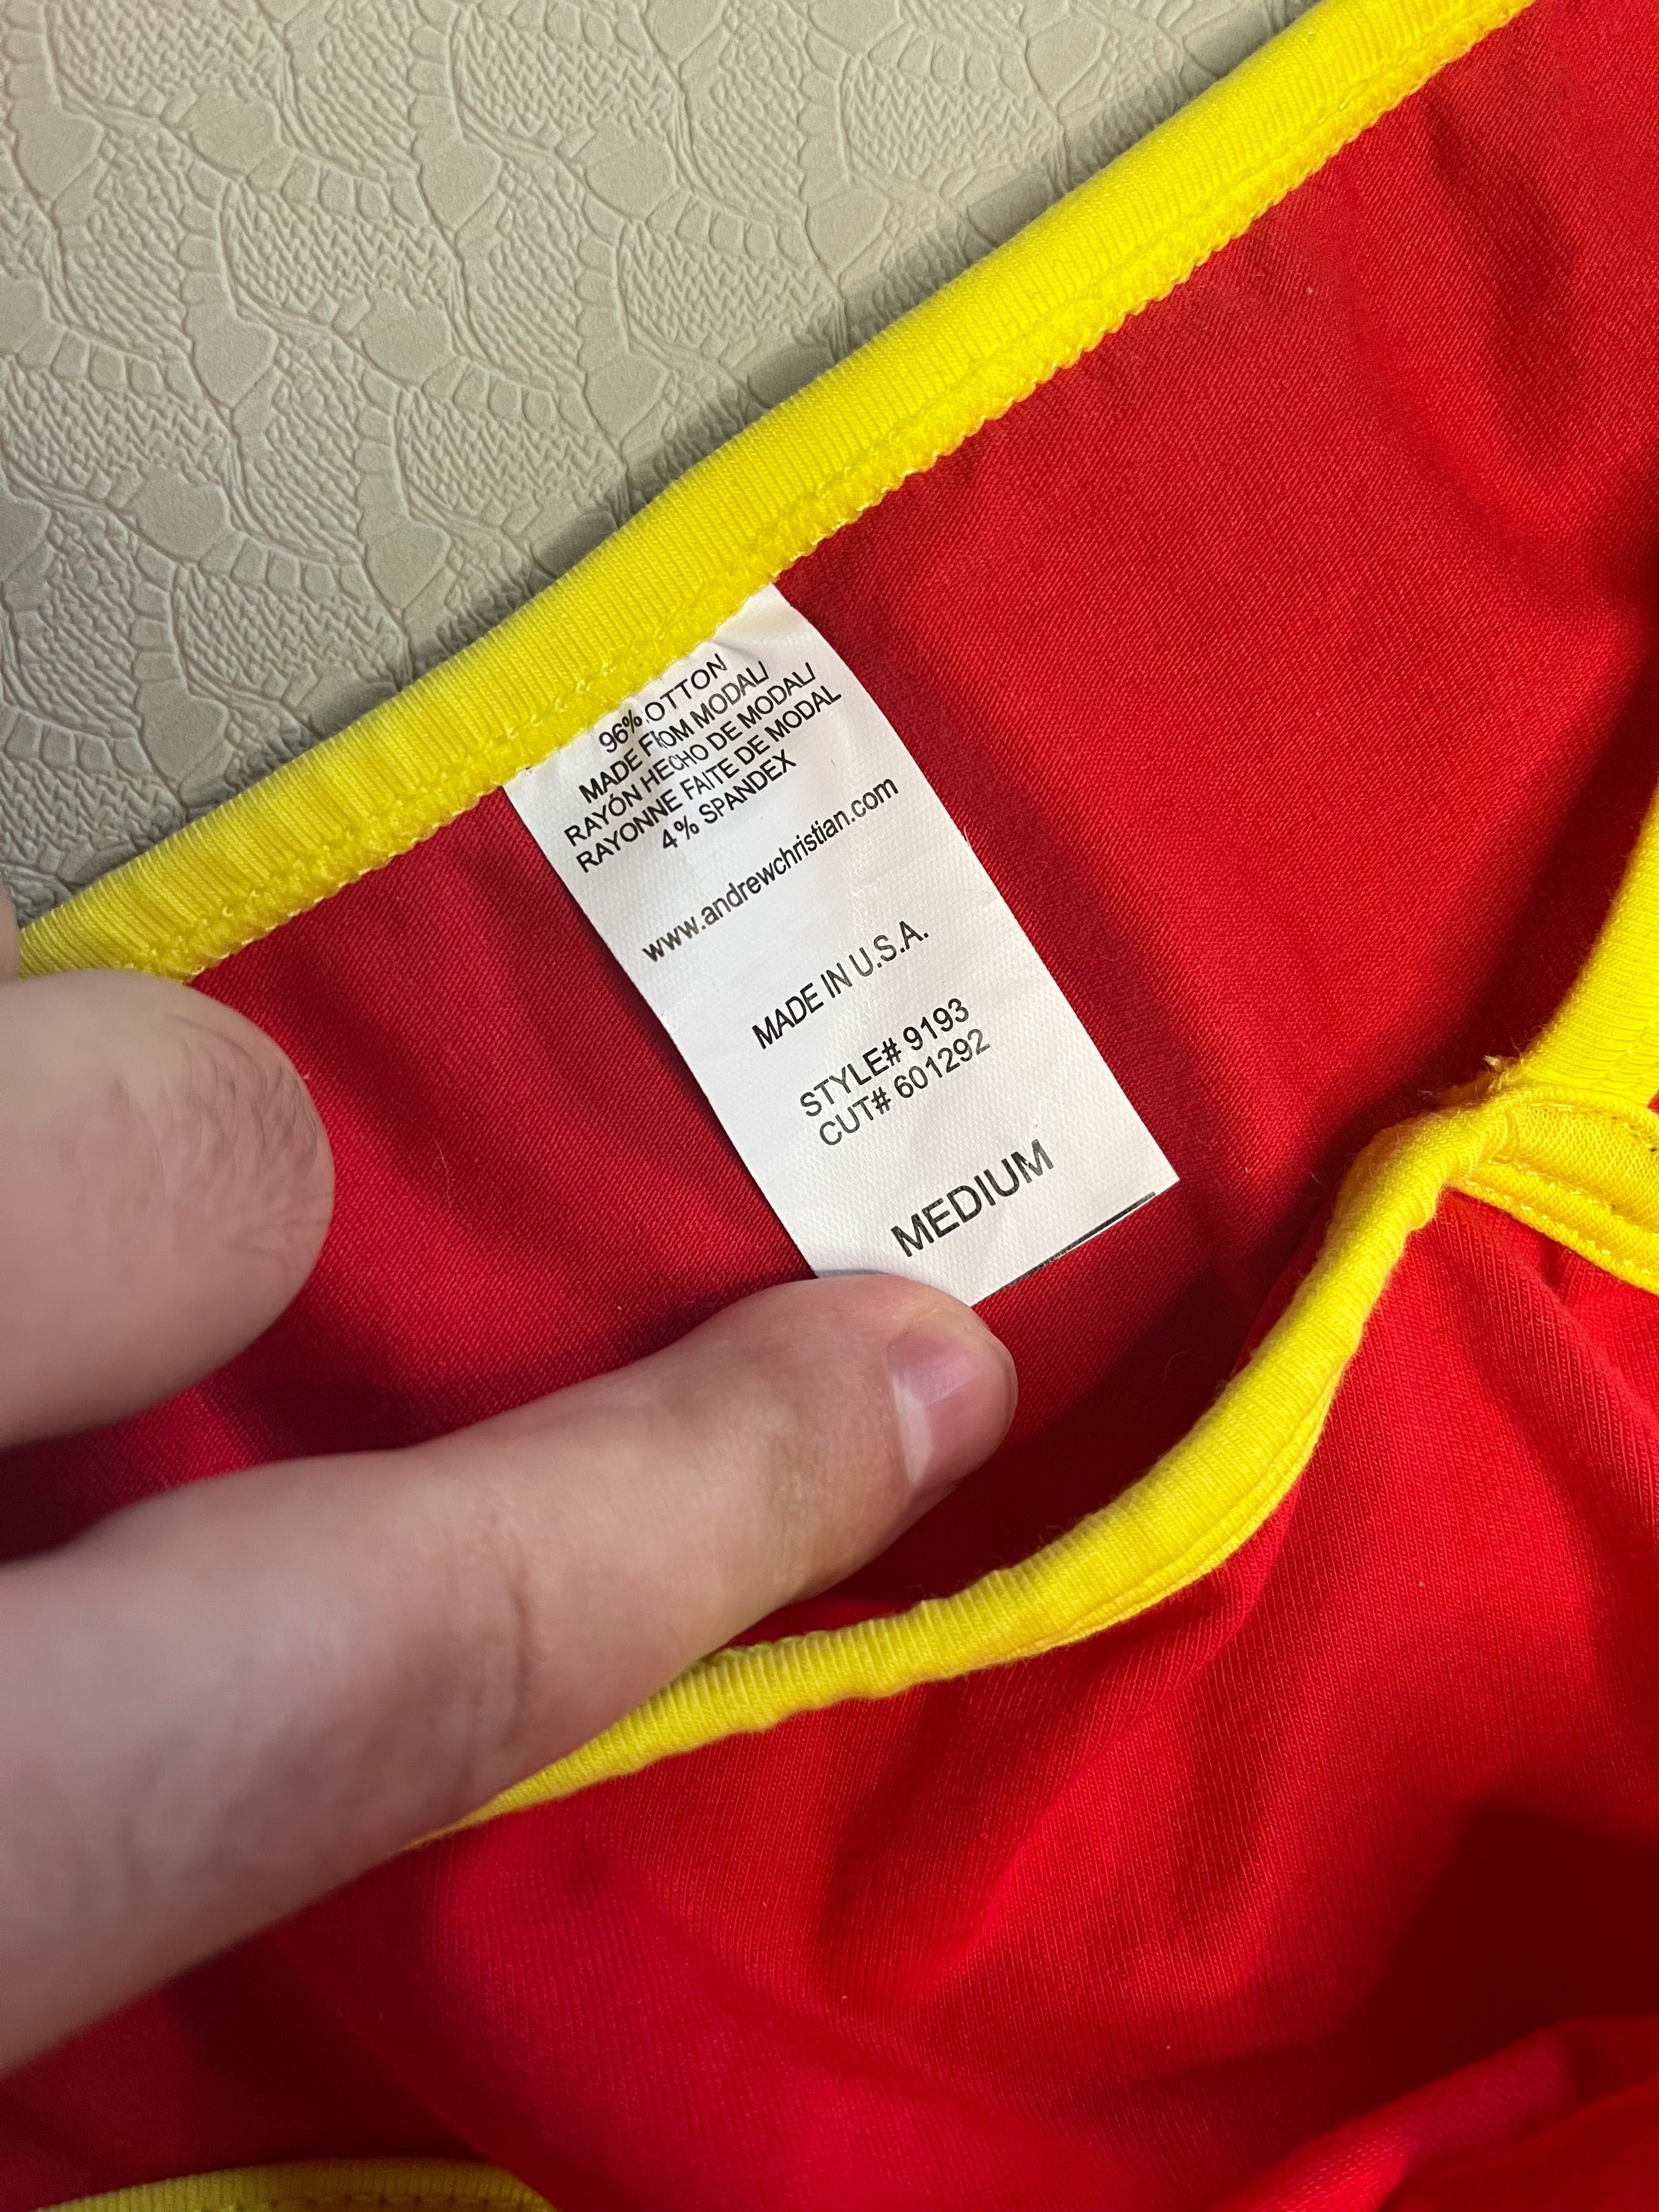 96% COTTON
MADE FROM MODAL/
RAYÓN HECHO DE MODAL/
RAYONNE FAITE DE MODAL
4% SPANDEX
www.andrewchristian.com
MADE IN U.S.A.
STYLE# 9193
CUT# 601292
MEDIUM